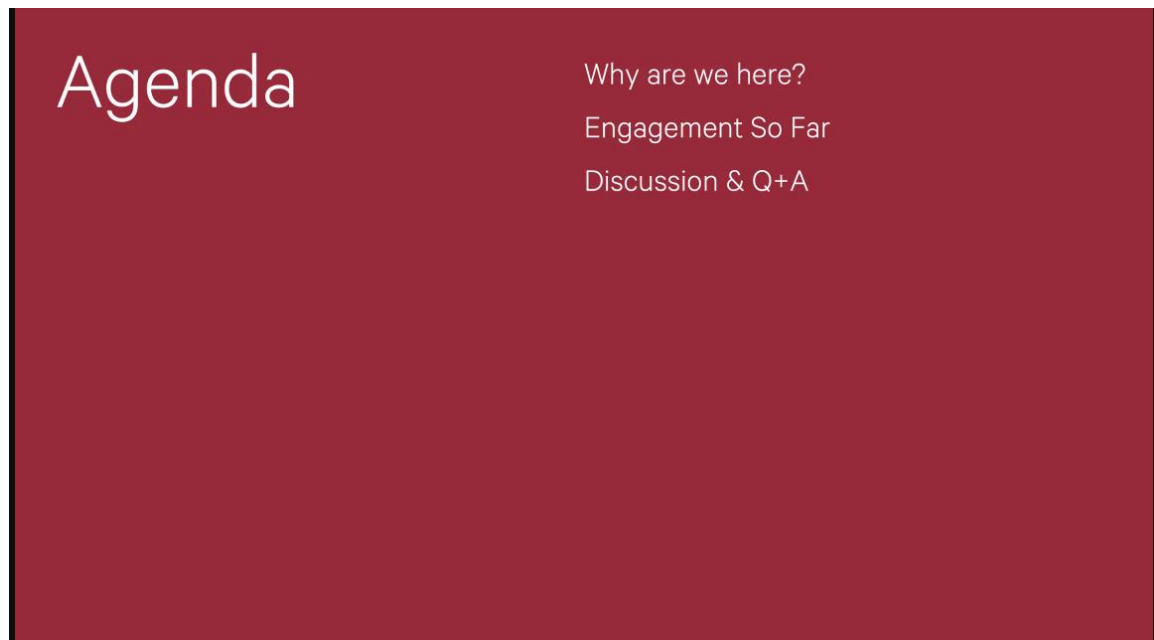 Agenda
Why are we here?
Engagement So Far
Discussion & Q+A